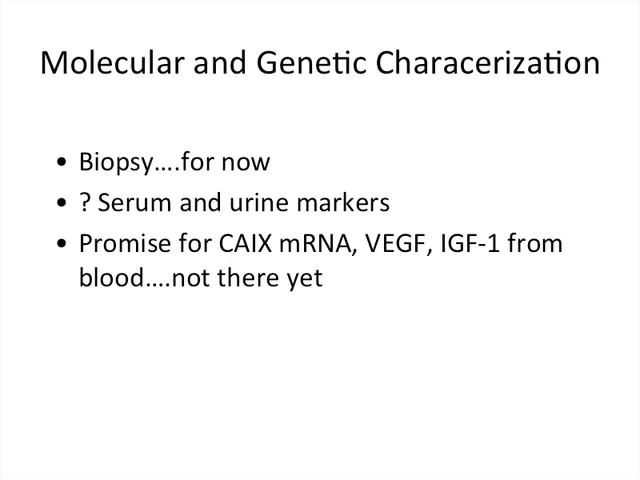 Molecular and Genetic Characerization
• Biopsy....for now
• ? Serum and urine markers
• Promise for CAIX mRNA, VEGF, IGF-1 from
blood....not there yet